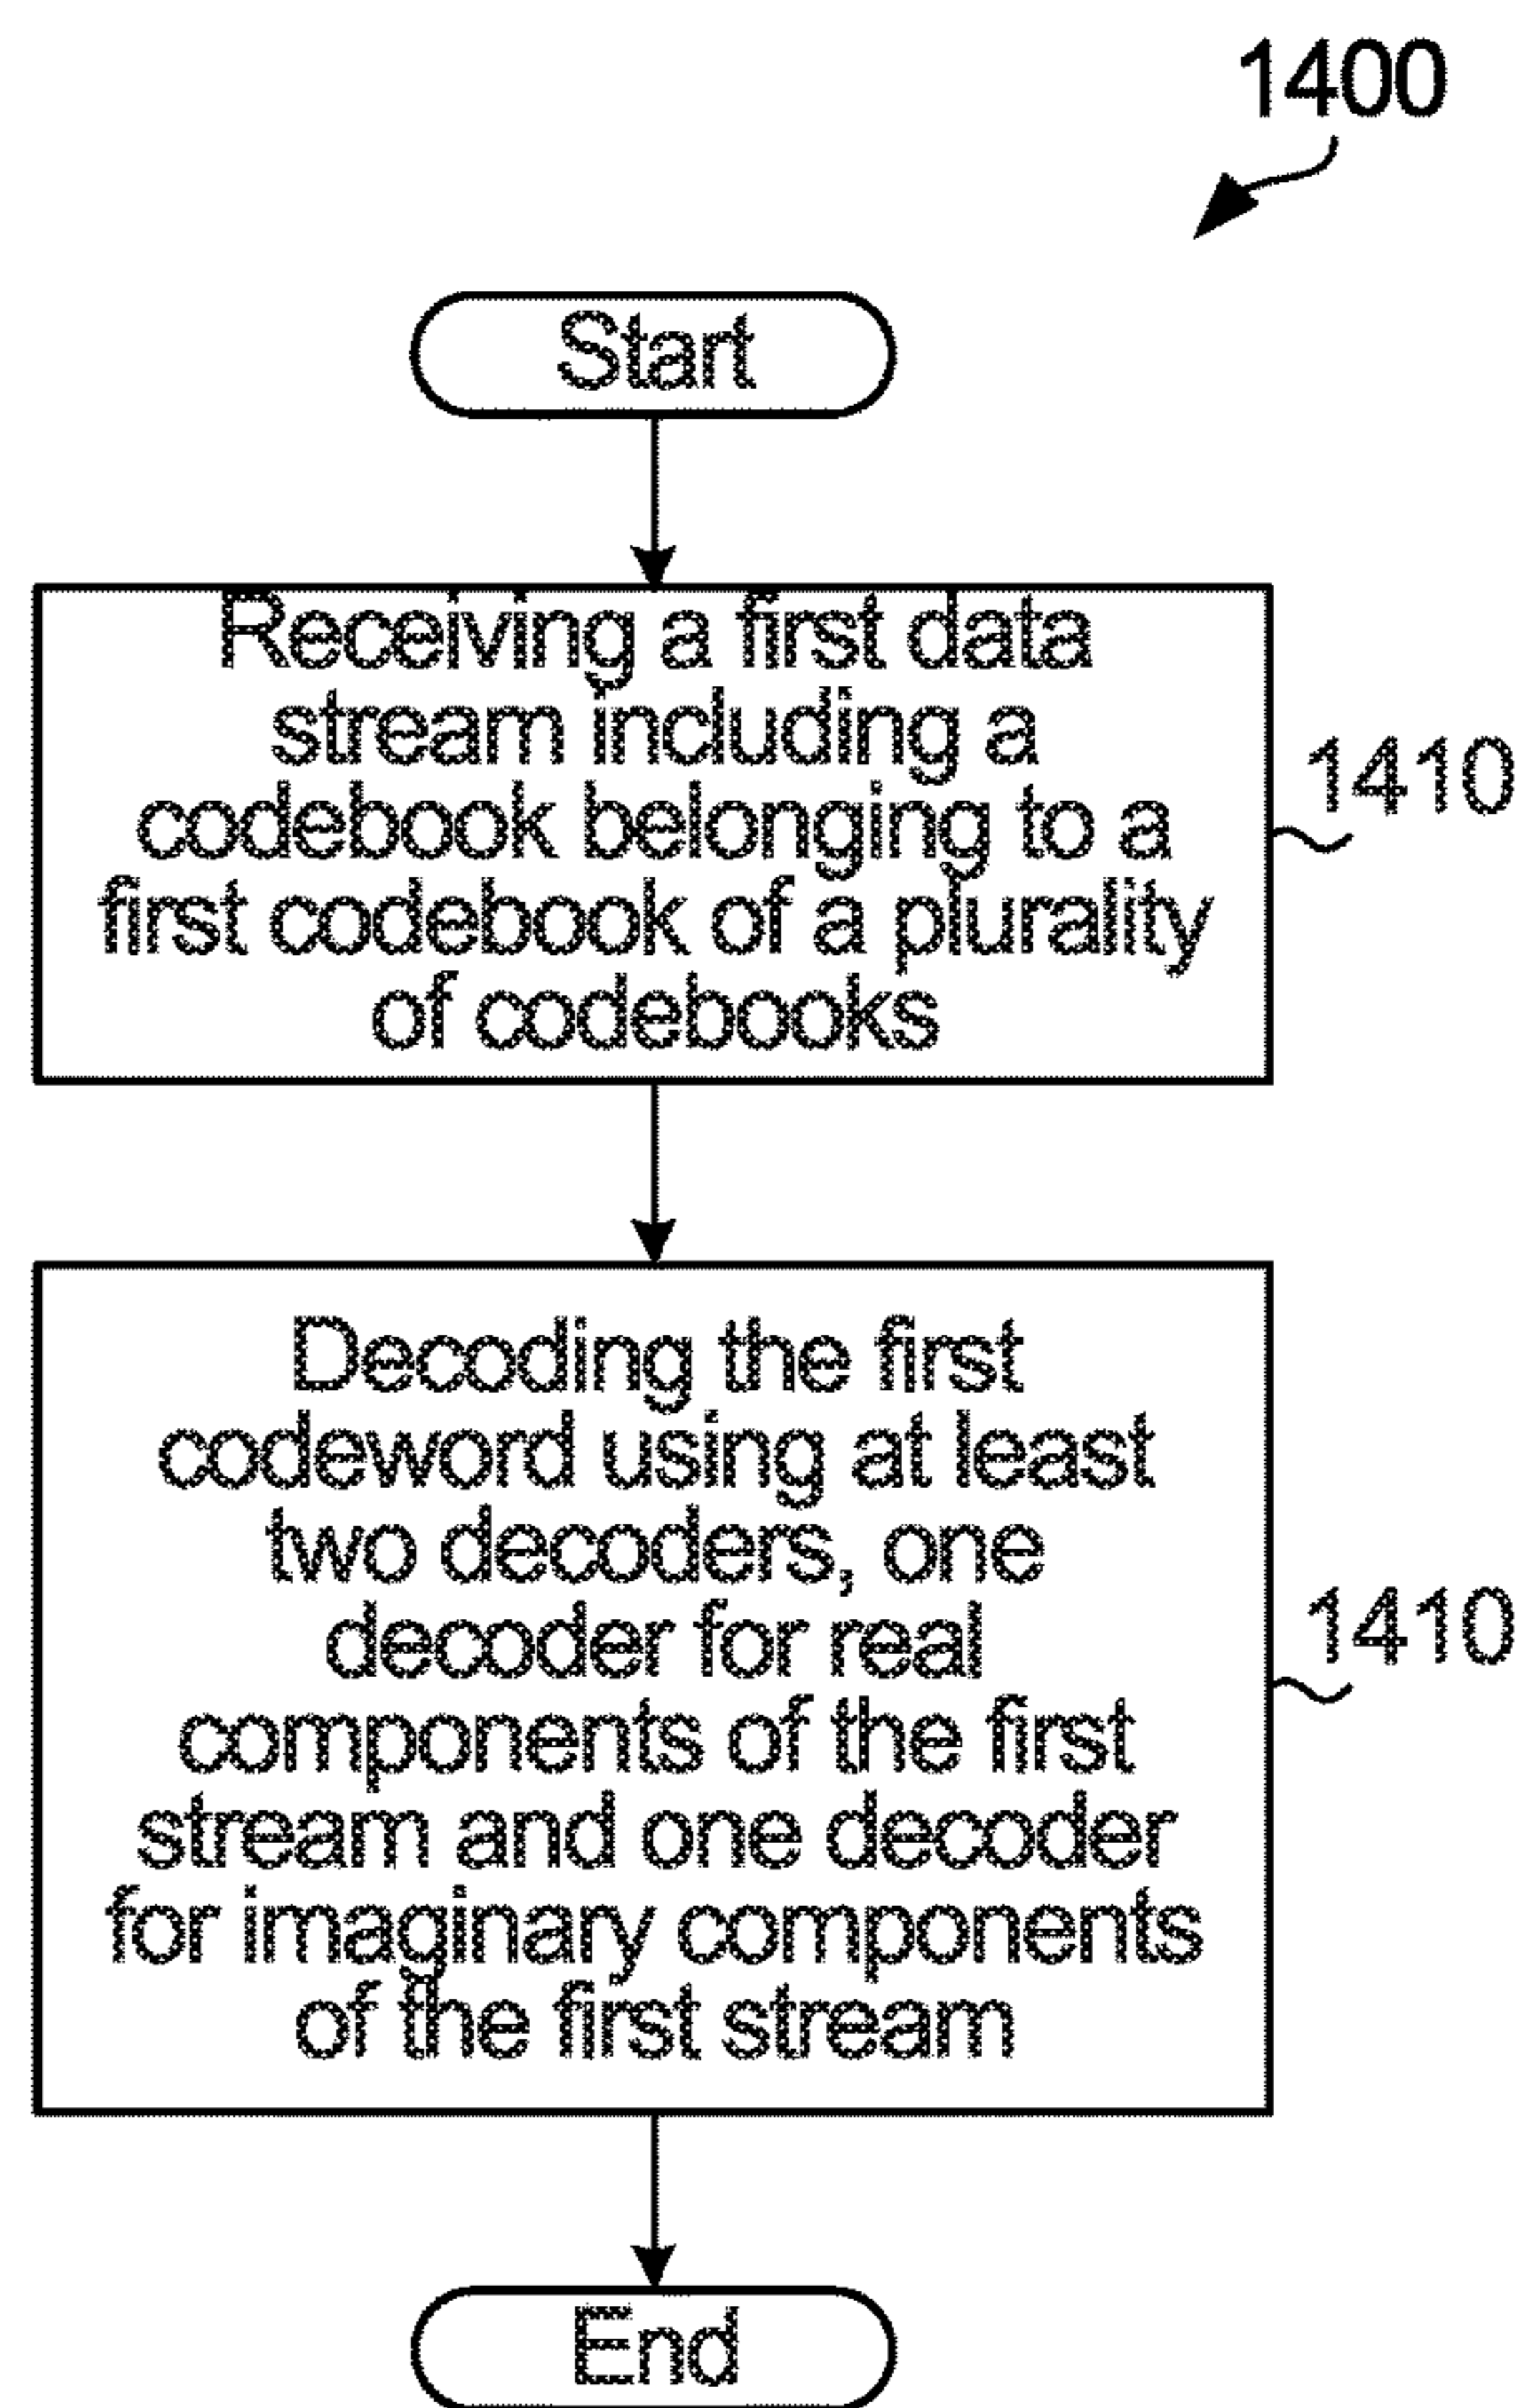 1400
Start
Receiving a first data
stream including a
codebook belonging to a
first codebook of a plurality
of codebooks
1410
Decoding the first
codeword using at least
two decoders, one
decoder for real
components of the first
stream and one decoder
for imaginary components
of the first stream
1410
End